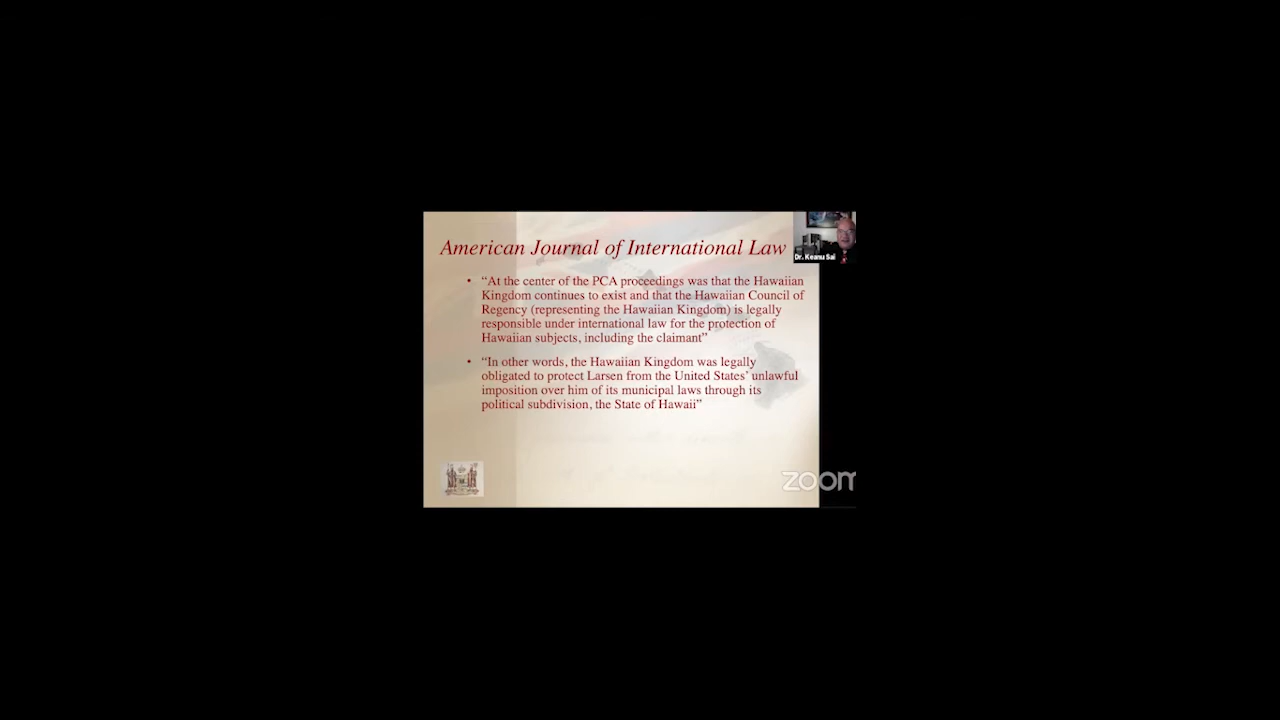 American Journal of International Law
Dr. Keanu Sai
• “At the center of the PCA proceedings was that the Hawaiian
Kingdom continues to exist and that the Hawaiian Council of
Regency (representing the Hawaiian Kingdom) is legally
responsible under international law for the protection of
Hawaiian subjects, including the claimant”
• “In other words, the Hawaiian Kingdom was legally
obligated to protect Larsen from the United States’ unlawful
imposition over him of its municipal laws through its
political subdivision, the State of Hawaii”
zoom